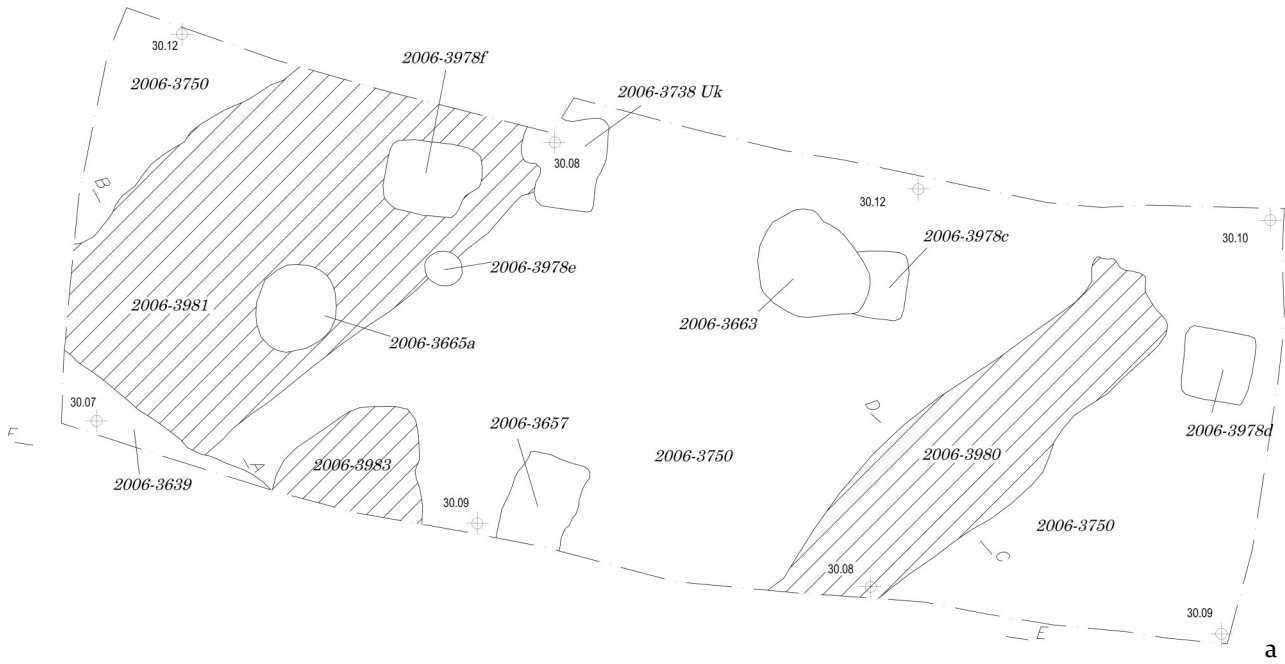 30.12
2006-3750
2006-3978f
2006-3738 Uk
30.08
30.12
30.10
B
2006-3978c
2006-3978e
2006-3981
2006-3663
2006-3665a
30.07
F
2006-3639
A
2006-3983
30.09
2006-3657
2006-3750
D
2006-3980
2006-3978d
2006-3750
C
30.08
30.09
E
a